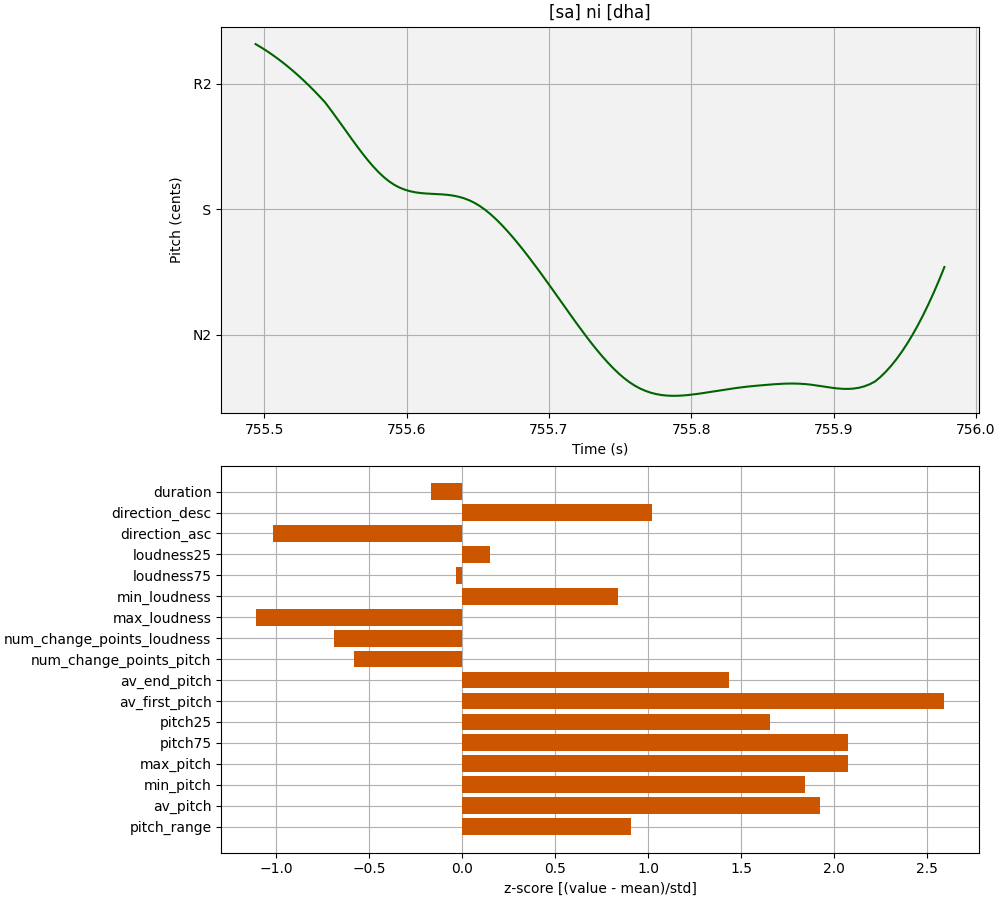 [sa] ni [dha]
R2
S
N2
Pitch (cents)
755.5 755.6 755.7 755.8 755.9 756.0
Time (s)
duration
direction_desc
direction_asc
loudness25
loudness75
min_loudness
max_loudness
num_change_points_loudness
num_change_points_pitch
av_end_pitch
av_first_pitch
pitch25
pitch75
max_pitch
min_pitch
av_pitch
pitch_range
−1.0 −0.5 0.0 0.5 1.0 1.5 2.0 2.5
z-score [(value - mean)/std]